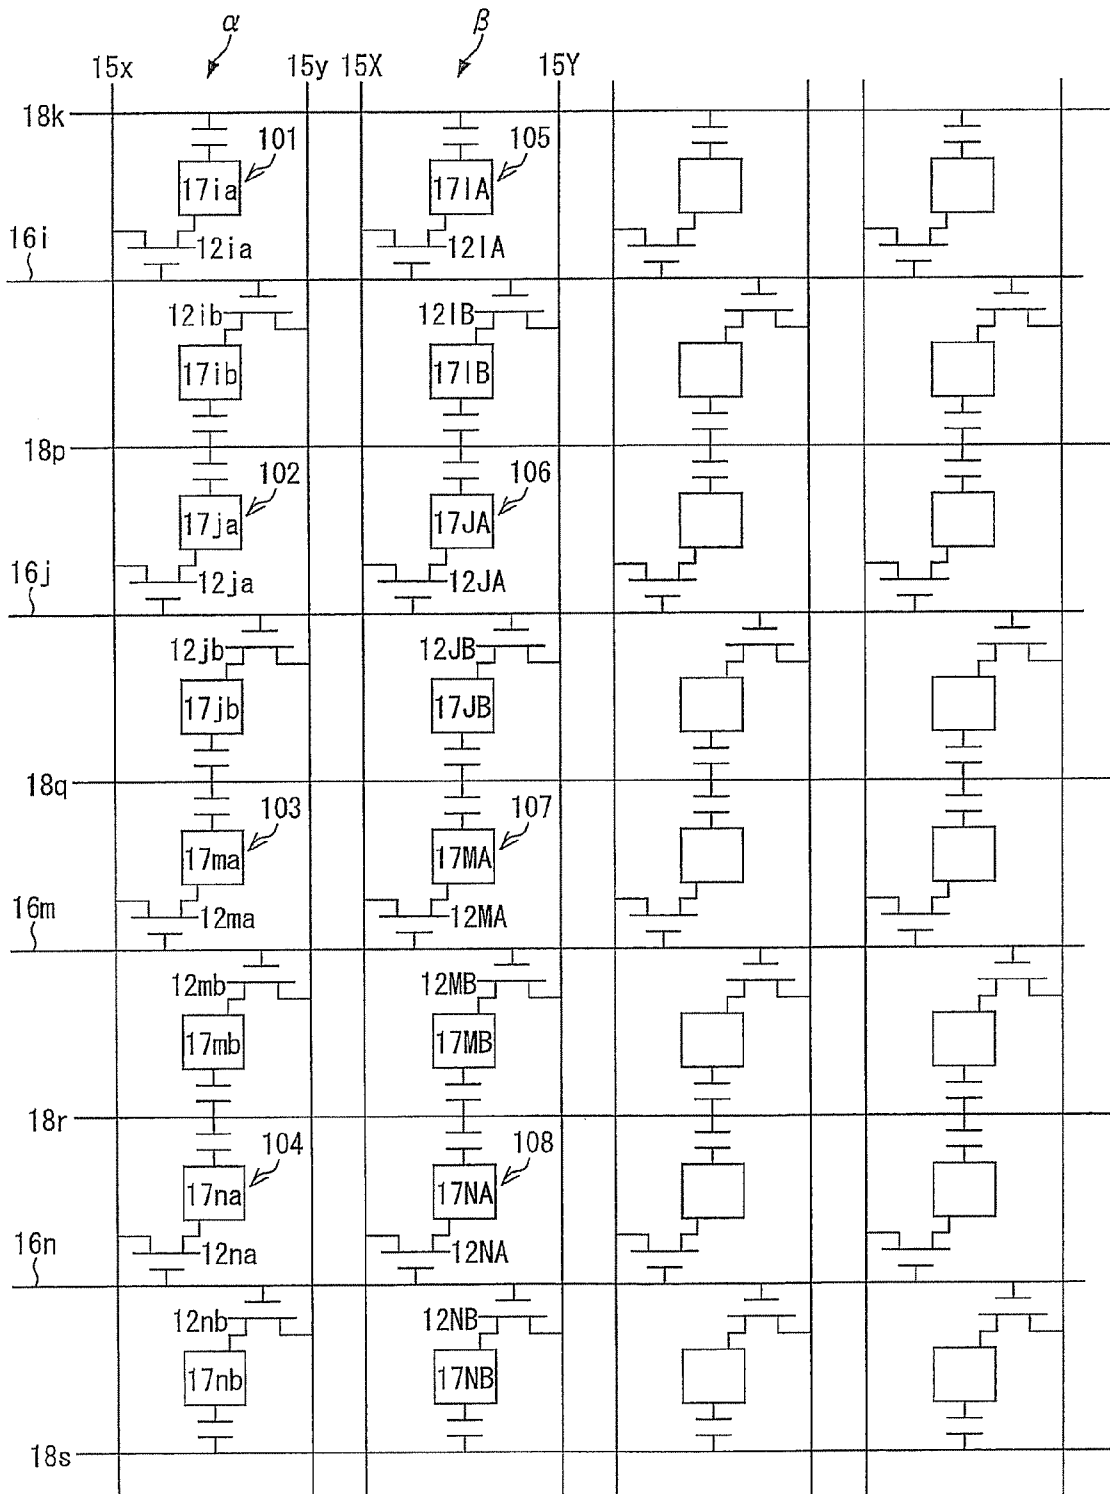 α β
15x 15y 15X 15Y
18k
101 105
17ia 17IA
16i 12ia 12IA
12ib 12IB
17ib 17IB
18p
102 106
17ja 17JA
16j 12ja 12JA
12jb 12JB
17jb 17JB
18q
103 107
17ma 17MA
16m 12ma 12MA
12mb 12MB
17mb 17MB
18r
104 108
17na 17NA
16n 12na 12NA
12nb 12NB
17nb 17NB
18s